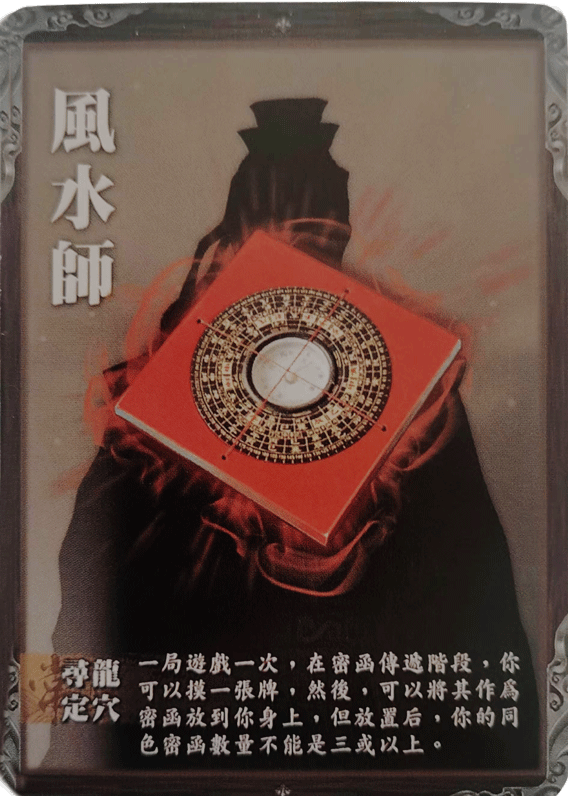 風水師
尋龍
定穴
一局遊戲一次，在密函傳遞階段，你
可以摸一張牌，然後，可以將其作爲
密函放到你身上，但放置后，你的同
色密函數量不能是三或以上。